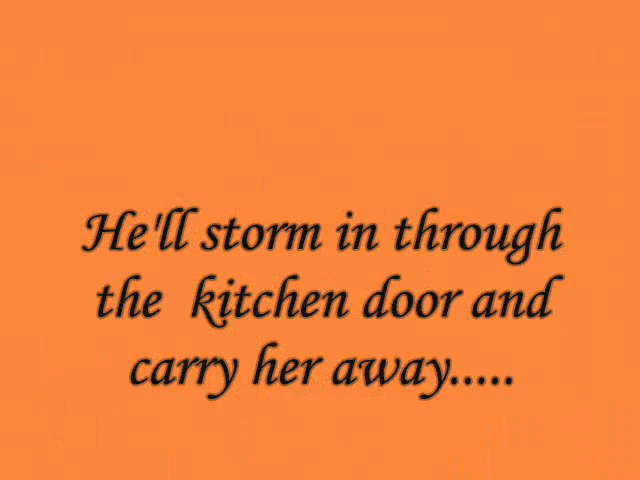 He'll storm in through
the kitchen door and
carry her away.....